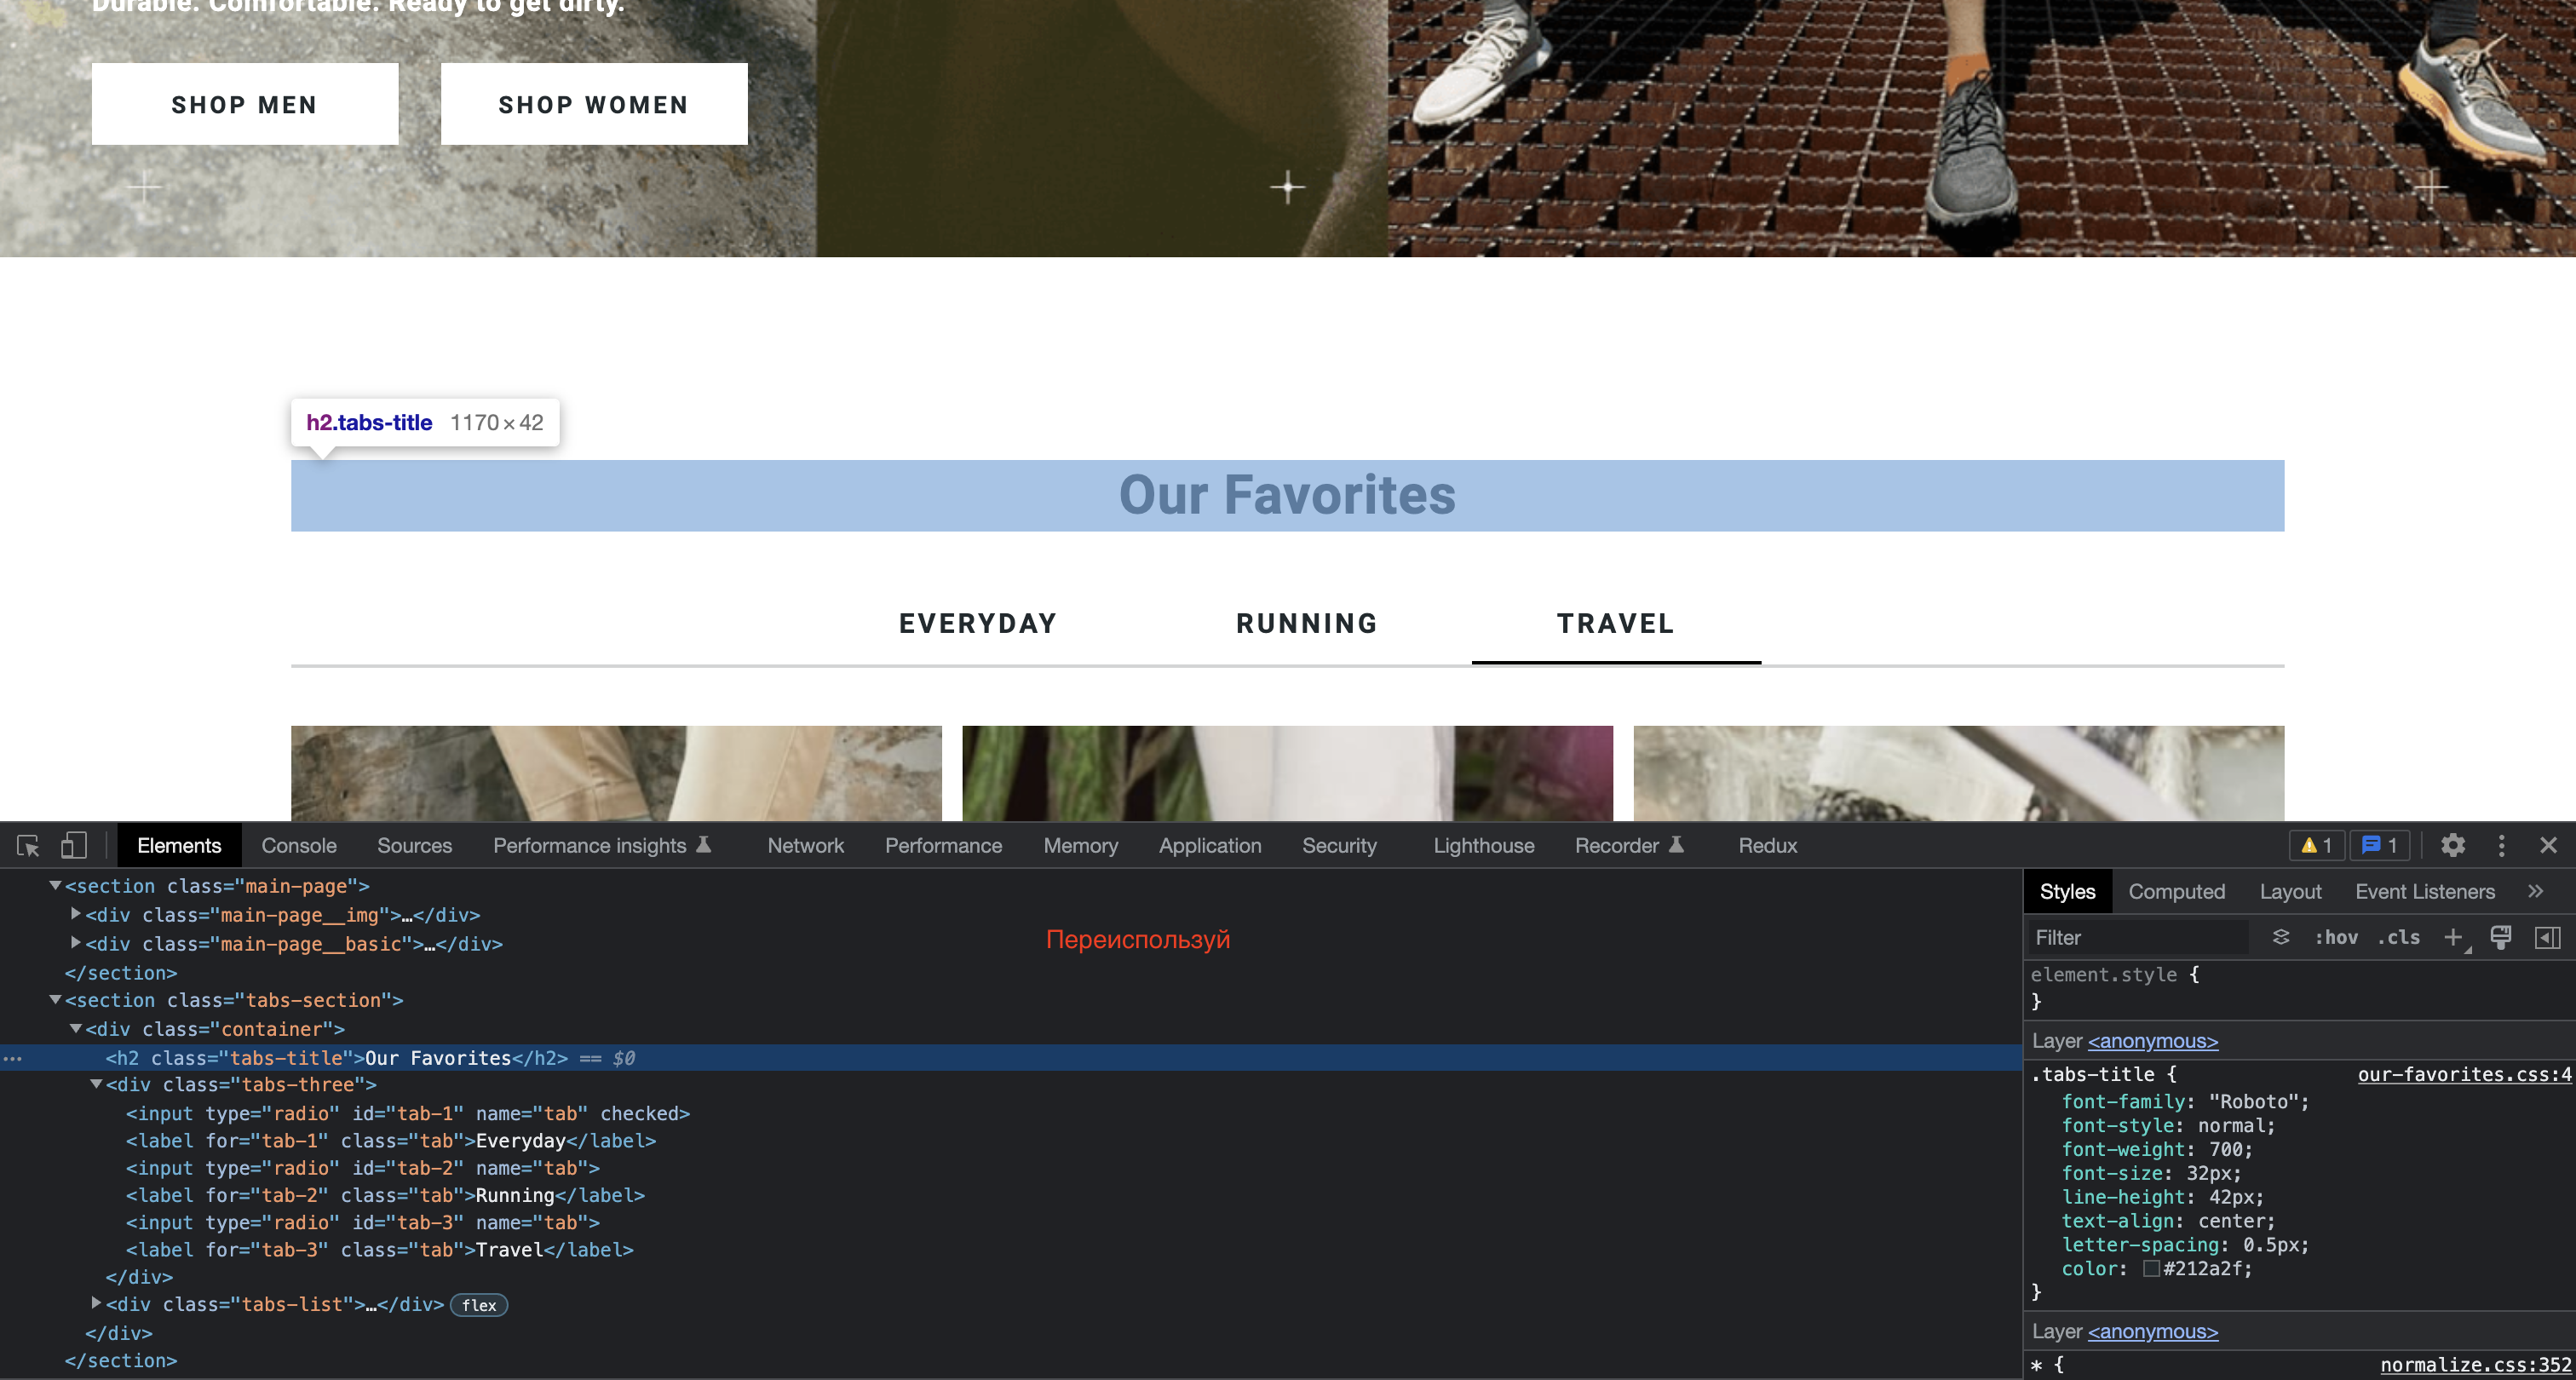 Durable. Comfortable. Ready to get dirty.
SHOP MEN SHOP WOMEN
h2.tabs-title 1170×42
Our Favorites
EVERYDAY RUNNING TRAVEL
Elements Console Sources Performance insights Network Performance Memory Application Security Lighthouse Recorder Redux 1 1
<section class="main-page">
<div class="main-page__img">…</div>
<div class="main-page__basic">…</div>
Переиспользуй
</section>
<section class="tabs-section">
<div class="container">
<h2 class="tabs-title">Our Favorites</h2> == $0
<div class="tabs-three">
<input type="radio" id="tab-1" name="tab" checked>
<label for="tab-1" class="tab">Everyday</label>
<input type="radio" id="tab-2" name="tab">
<label for="tab-2" class="tab">Running</label>
<input type="radio" id="tab-3" name="tab">
<label for="tab-3" class="tab">Travel</label>
</div>
<div class="tabs-list">…</div> flex
</div>
</section>
Styles Computed Layout Event Listeners »
Filter :hov .cls +
element.style {
}
Layer <anonymous>
.tabs-title { our-favorites.css:4
font-family: "Roboto";
font-style: normal;
font-weight: 700;
font-size: 32px;
line-height: 42px;
text-align: center;
letter-spacing: 0.5px;
color: #212a2f;
}
Layer <anonymous>
* { normalize.css:352